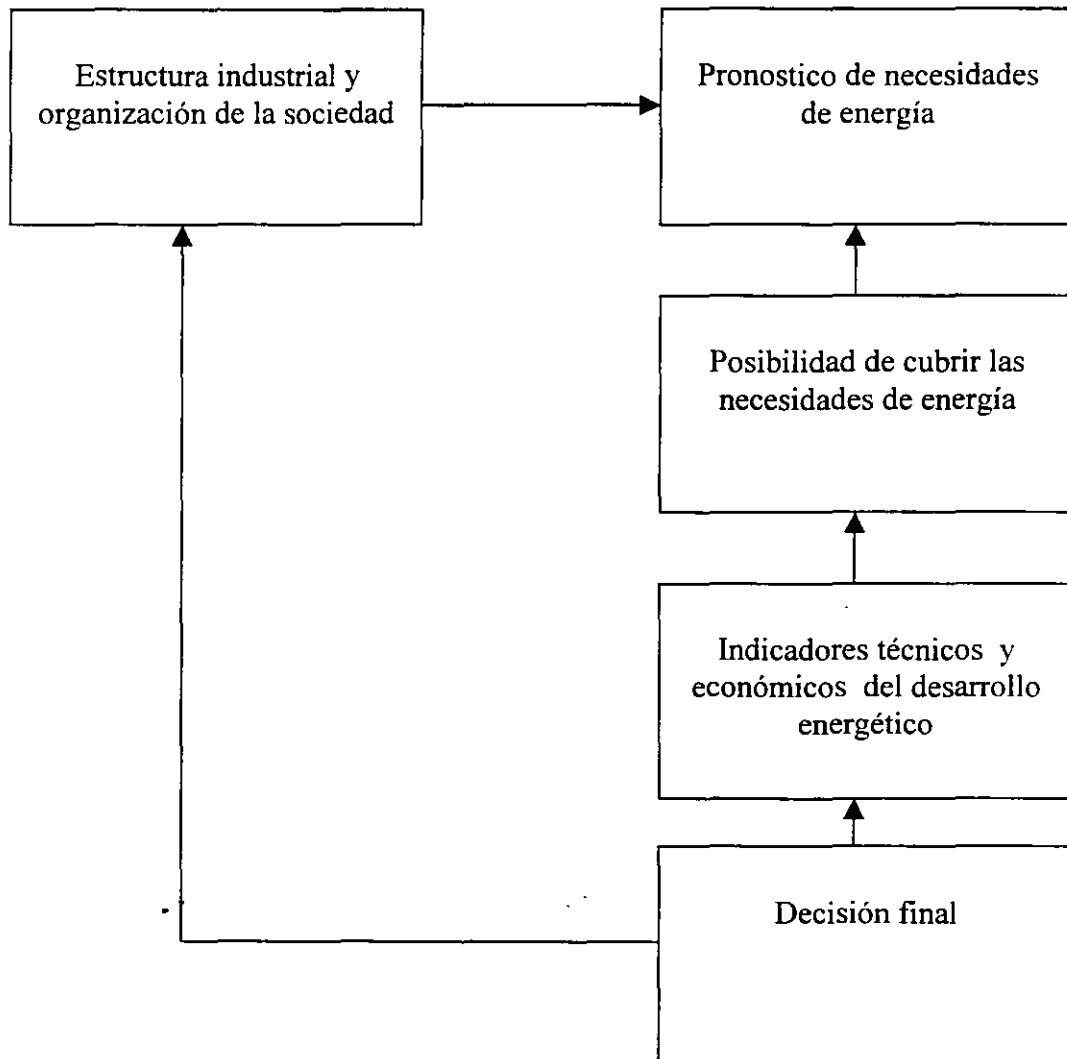 Estructura industrial y
organización de la sociedad
Pronostico de necesidades
de energía
Posibilidad de cubrir las
necesidades de energía
Indicadores técnicos y
económicos del desarrollo
energético
Decisión final